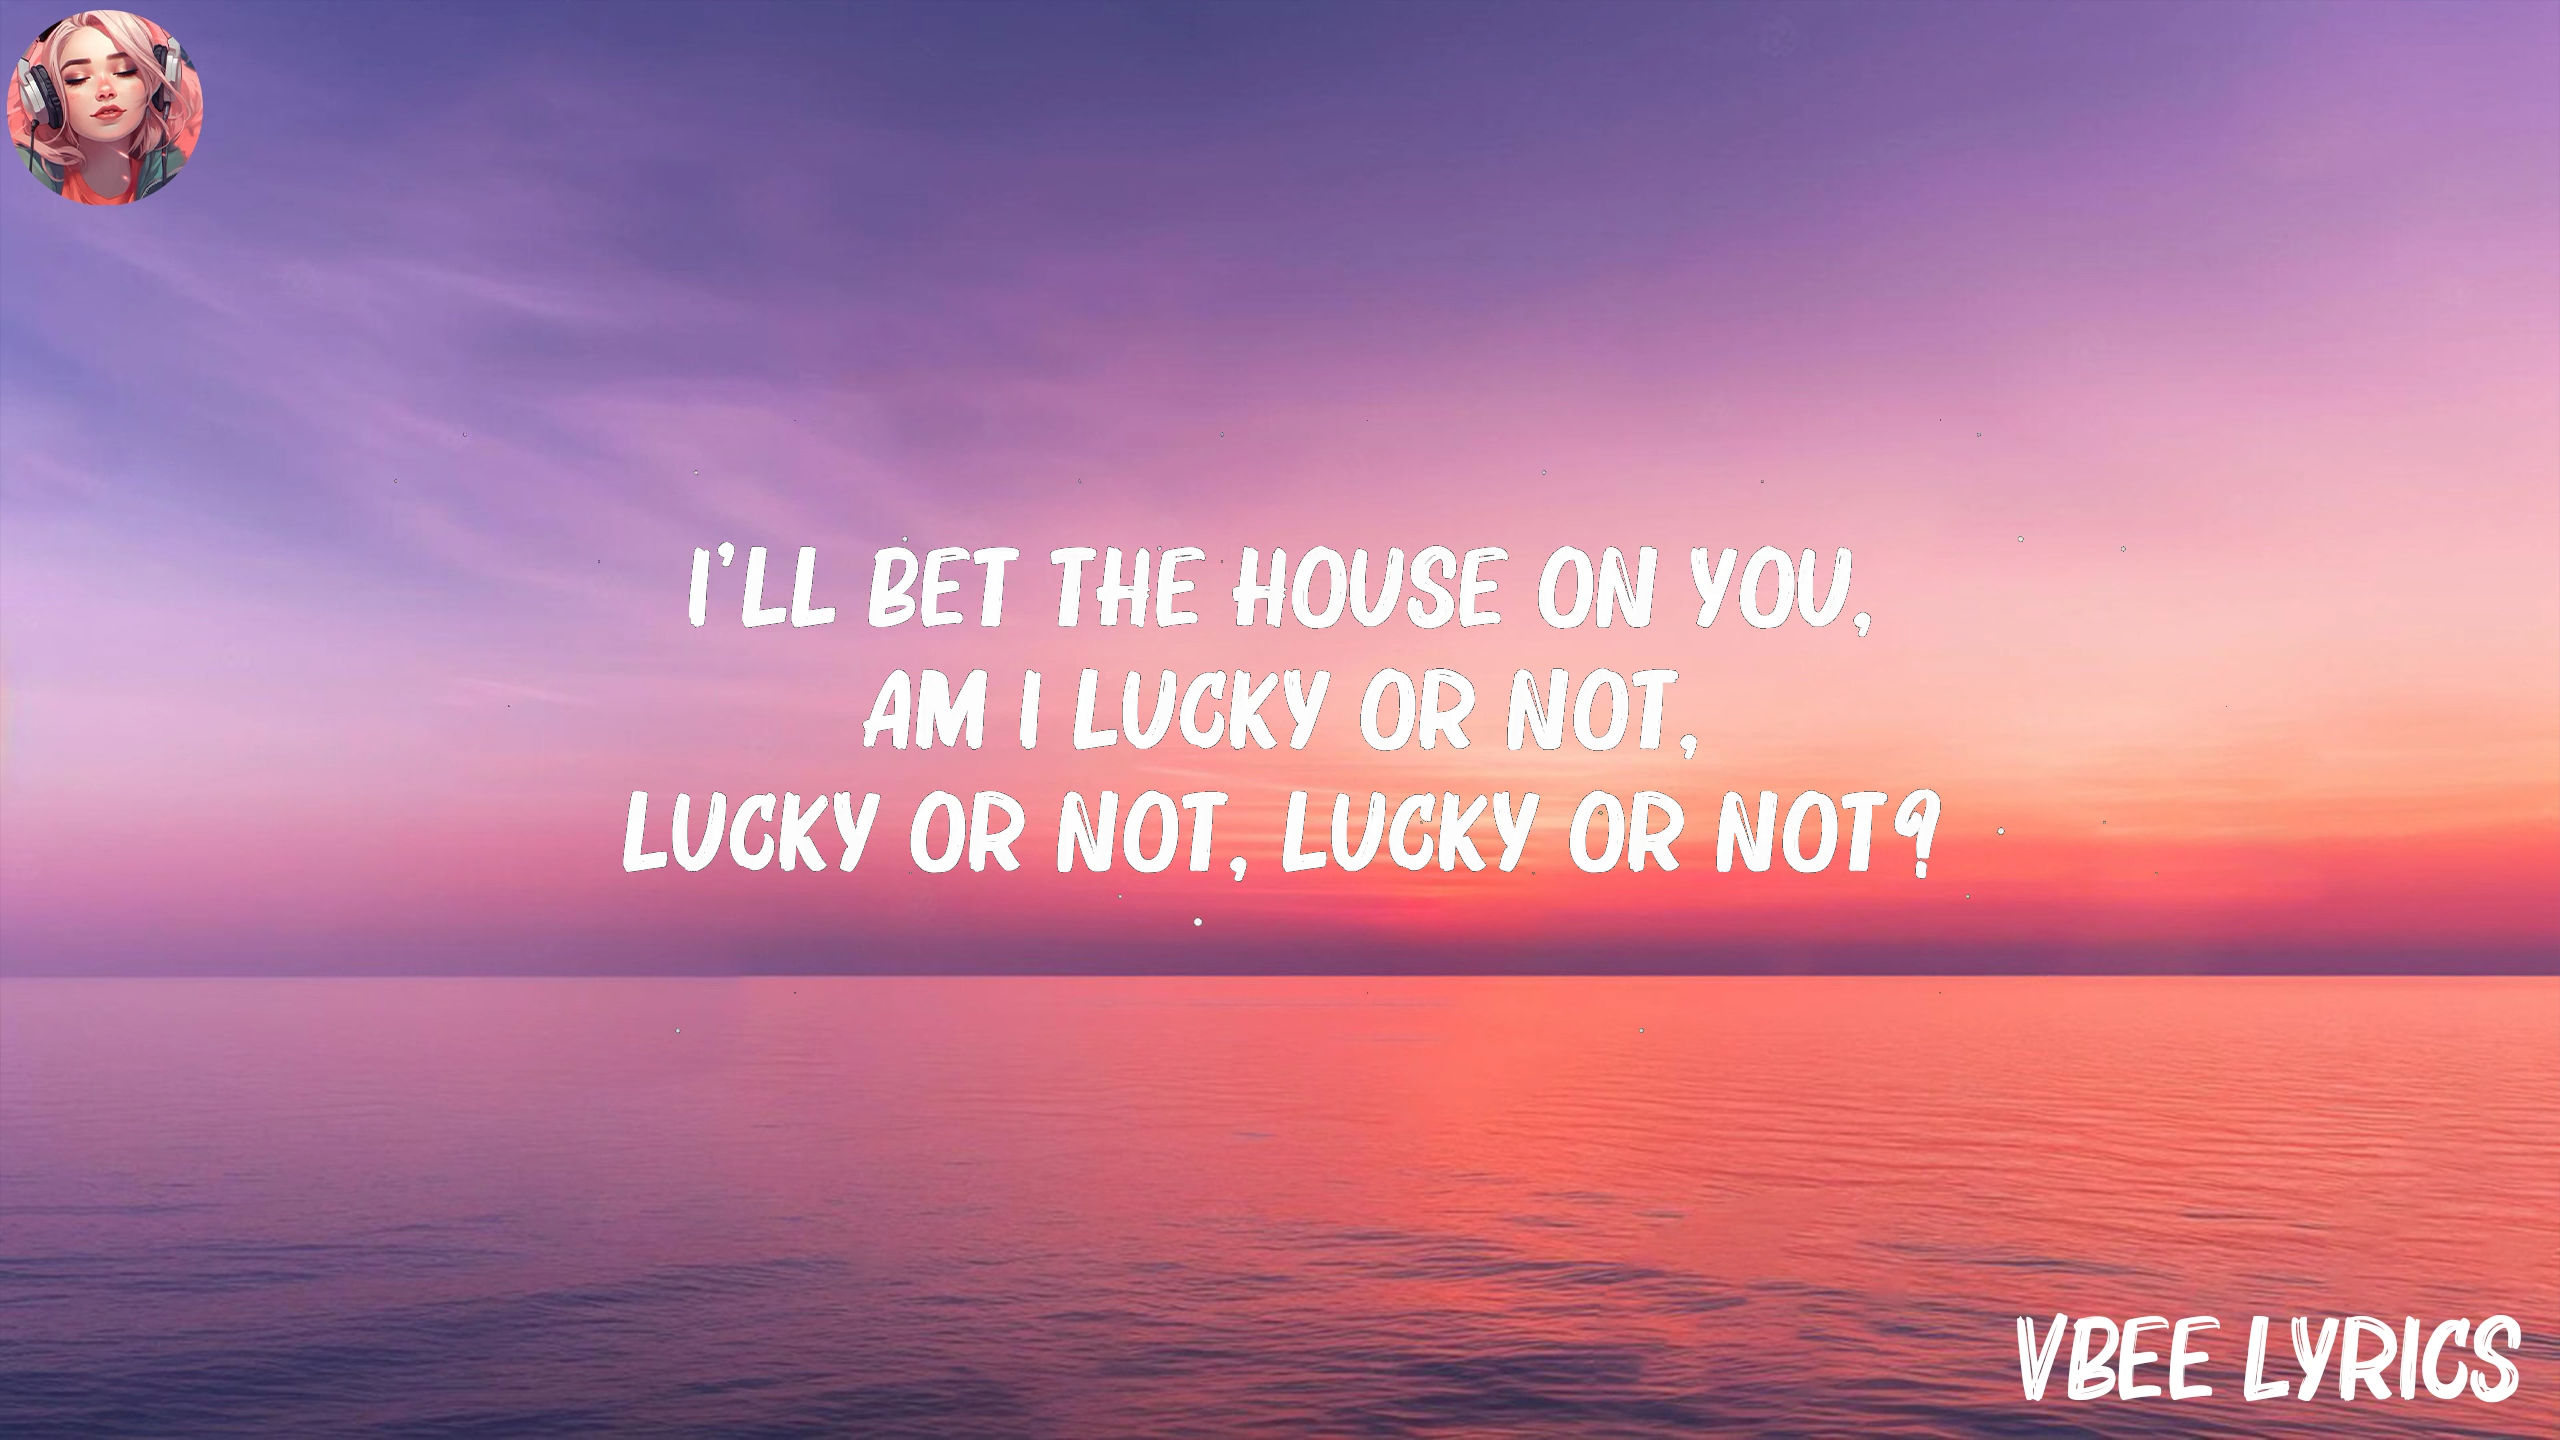 I'LL BET THE HOUSE ON YOU,
AM I LUCKY OR NOT,
LUCKY OR NOT, LUCKY OR NOT?
VBEE LYRICS